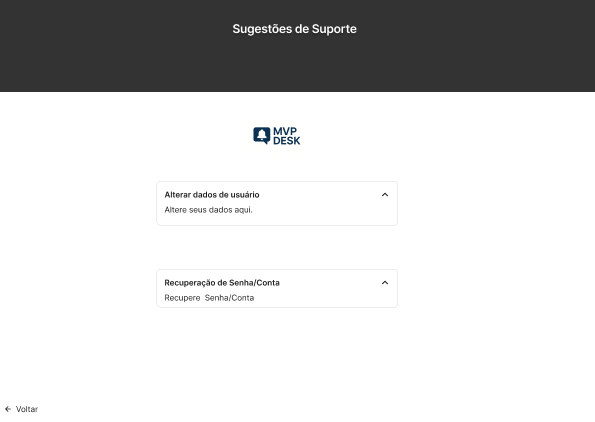 Sugestões de Suporte
MVP
DESK
Alterar dados de usuário
Altere seus dados aqui.
Recuperação de Senha/Conta
Recupere  Senha/Conta
Voltar